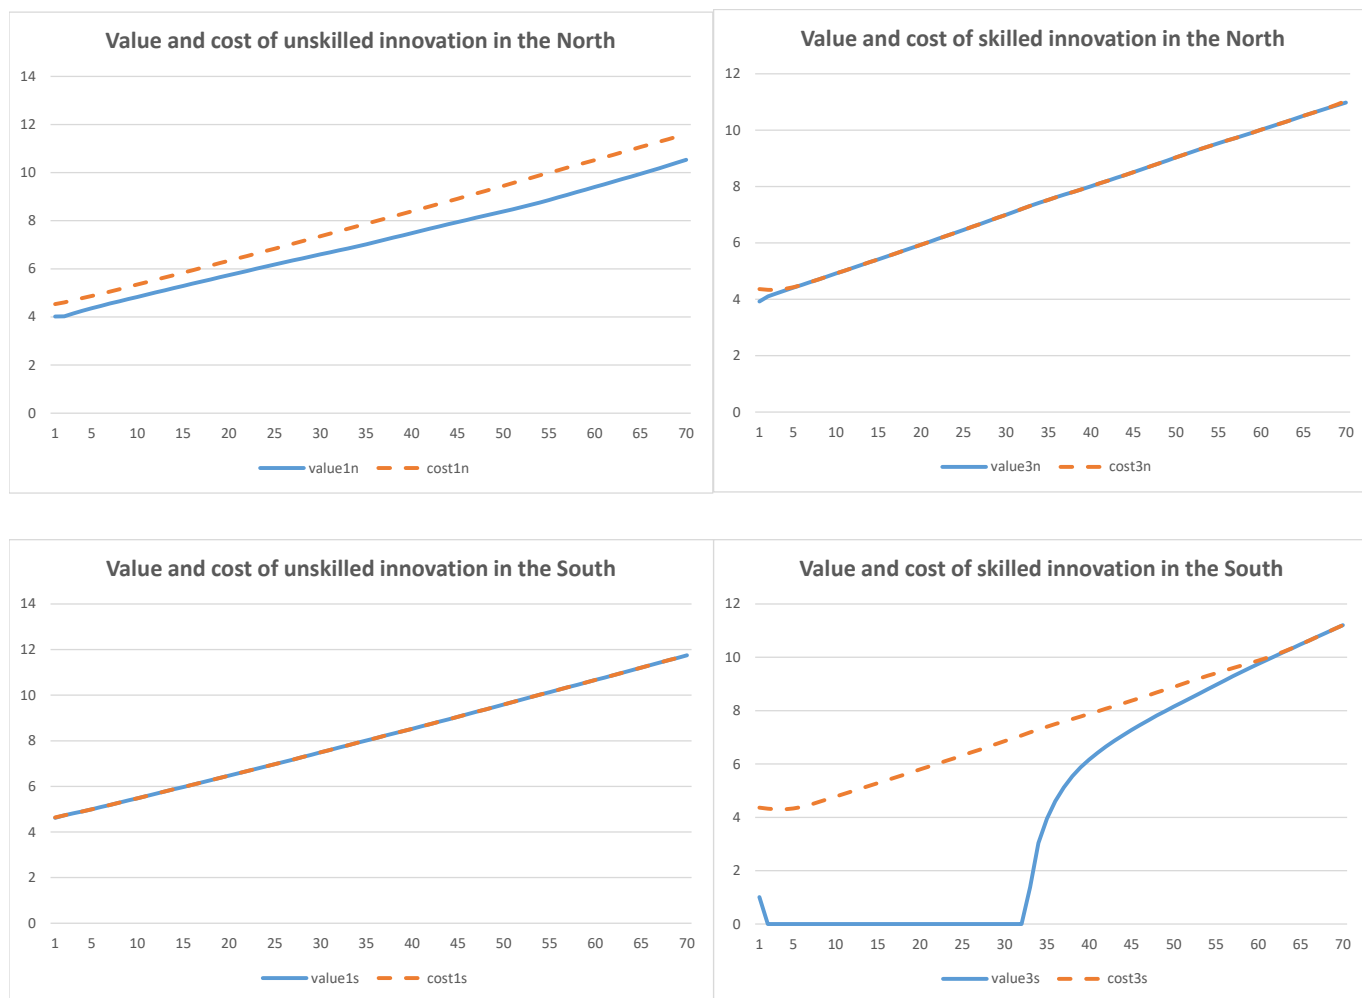 Value and cost of unskilled innovation in the North
14
12
10
8
6
4
2
0
1 5 10 15 20 25 30 35 40 45 50 55 60 65 70
value1n cost1n
Value and cost of skilled innovation in the North
12
10
8
6
4
2
0
1 5 10 15 20 25 30 35 40 45 50 55 60 65 70
value3n cost3n
Value and cost of unskilled innovation in the South
14
12
10
8
6
4
2
0
1 5 10 15 20 25 30 35 40 45 50 55 60 65 70
value1s cost1s
Value and cost of skilled innovation in the South
12
10
8
6
4
2
0
1 5 10 15 20 25 30 35 40 45 50 55 60 65 70
value3s cost3s